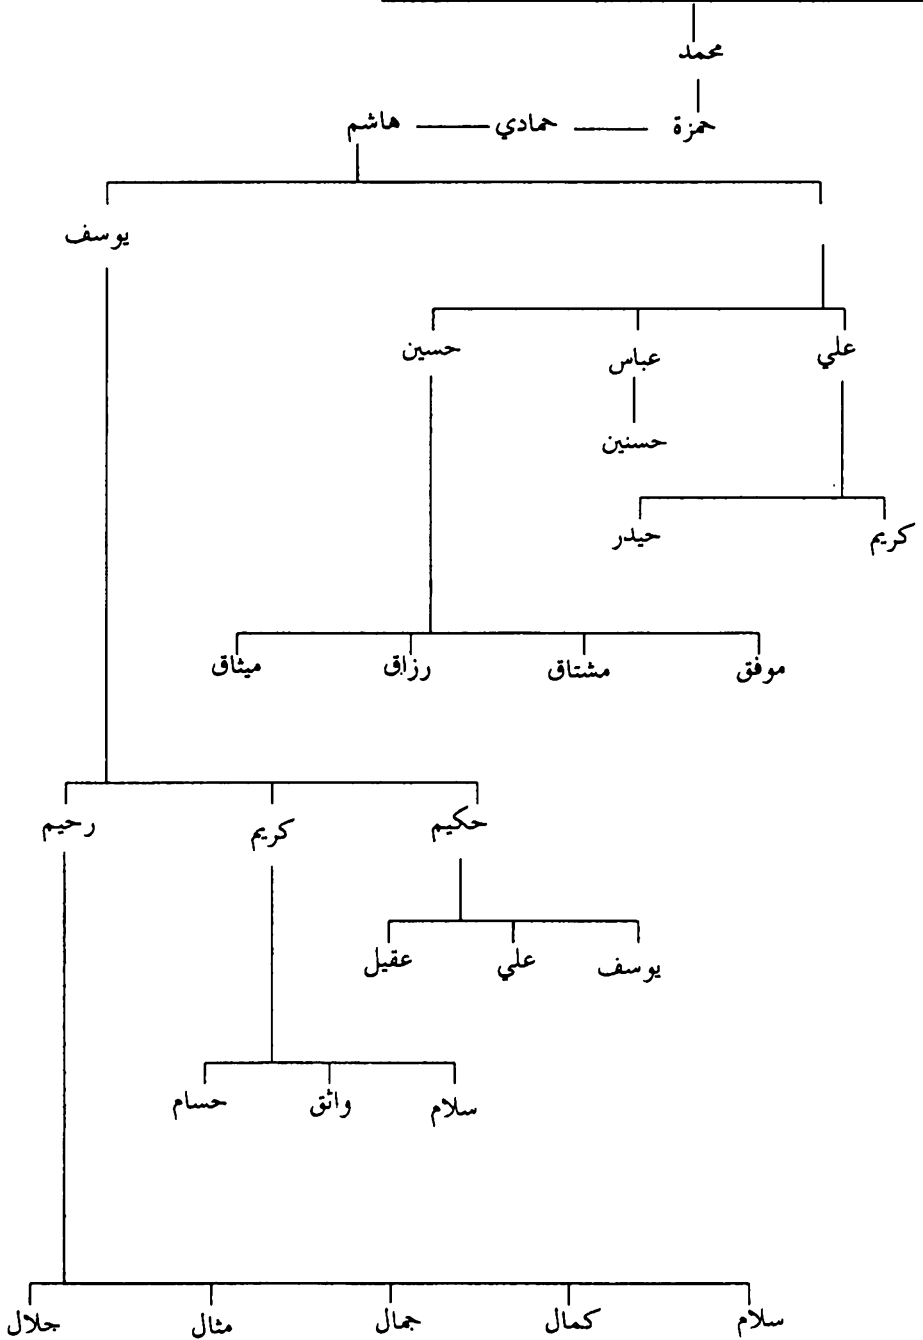 محمد
حمزة حمادي هاشم
يوسف
علي عباس حسين
حسنين
كريم حيدر
موفق مشتاق رزاق ميثاق
حكيم كريم رحيم
يوسف علي عقيل
سلام واثق حسام
سلام كمال جمال مثال جلال